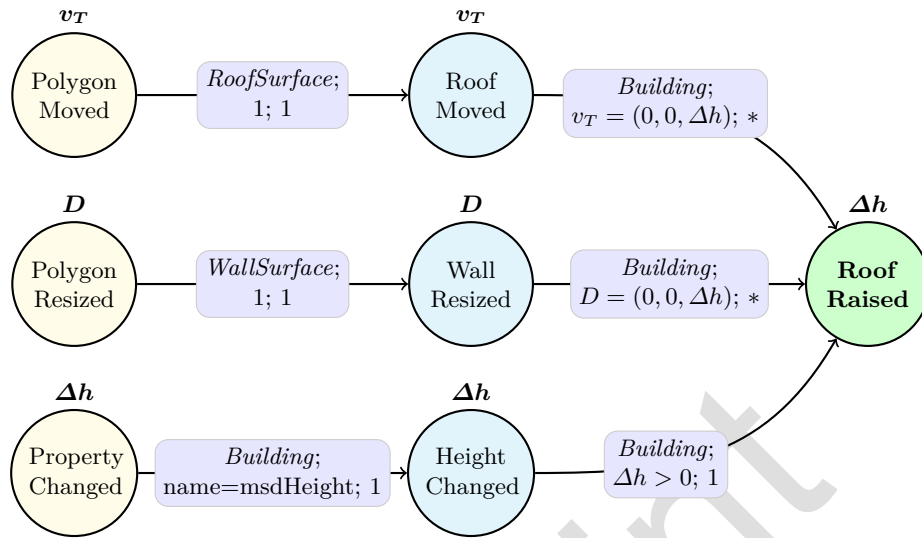 v_T
v_T
Polygon
Moved
RoofSurface;
1; 1
Roof
Moved
Building;
v_T = (0, 0, Δh); *
D
D
Δh
Polygon
Resized
WallSurface;
1; 1
Wall
Resized
Building;
D = (0, 0, Δh); *
Roof
Raised
Δh
Δh
Property
Changed
Building;
name=msdHeight; 1
Height
Changed
Building;
Δh > 0; 1
int